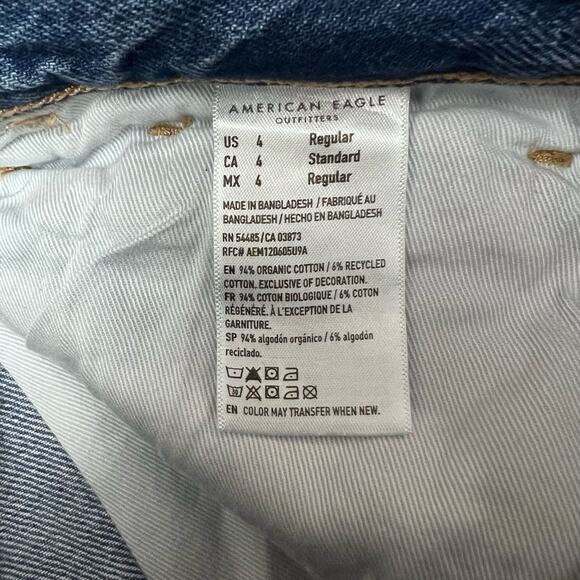 AMERICAN EAGLE
OUTFITTERS
US 4 Regular
CA 4 Standard
MX 4 Regular
MADE IN BANGLADESH / FABRIQUÉ AU
BANGLADESH / HECHO EN BANGLADESH
RN 54485/CA 03873
RFC# AEM120605U9A
EN 94% ORGANIC COTTON / 6% RECYCLED
COTTON. EXCLUSIVE OF DECORATION.
FR 94% COTON BIOLOGIQUE / 6% COTON
RÉGÉNÉRÉ. À L'EXCEPTION DE LA
GARNITURE.
SP 94% algodón orgánico / 6% algodón
reciclado.
30
EN COLOR MAY TRANSFER WHEN NEW.